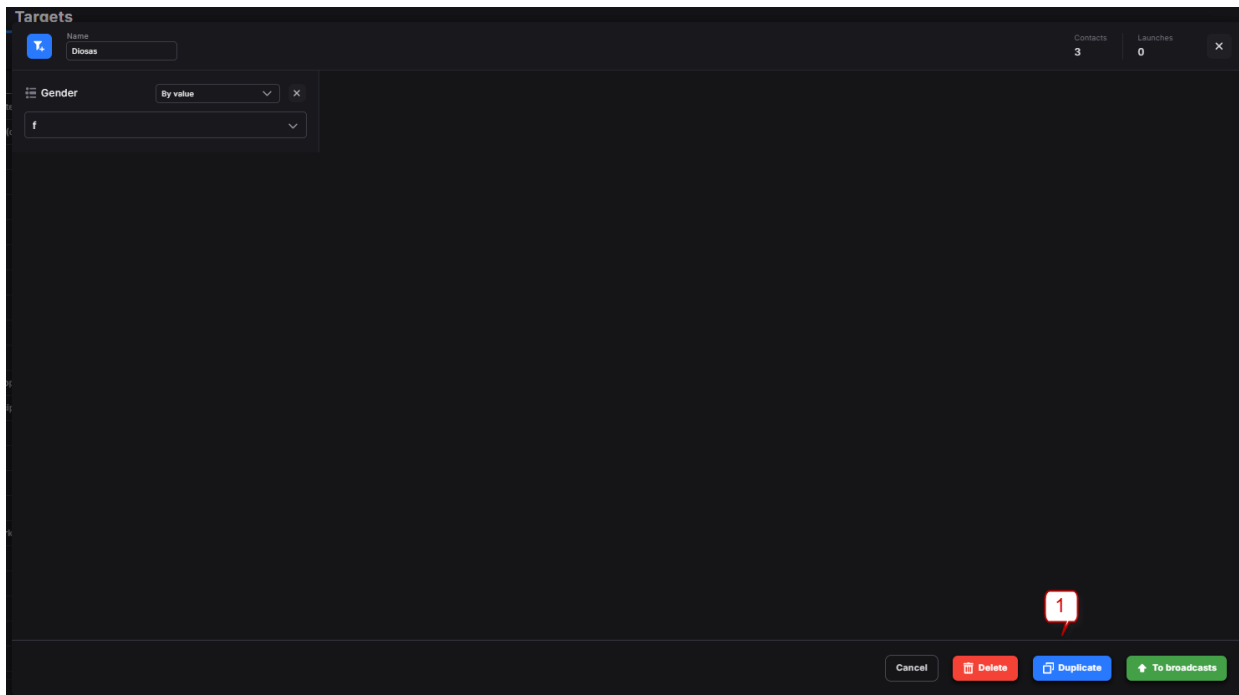 Targets
Name
Diosas
Contacts
3
Launches
0
Gender
By value
f
1
Cancel
Delete
Duplicate
To broadcasts